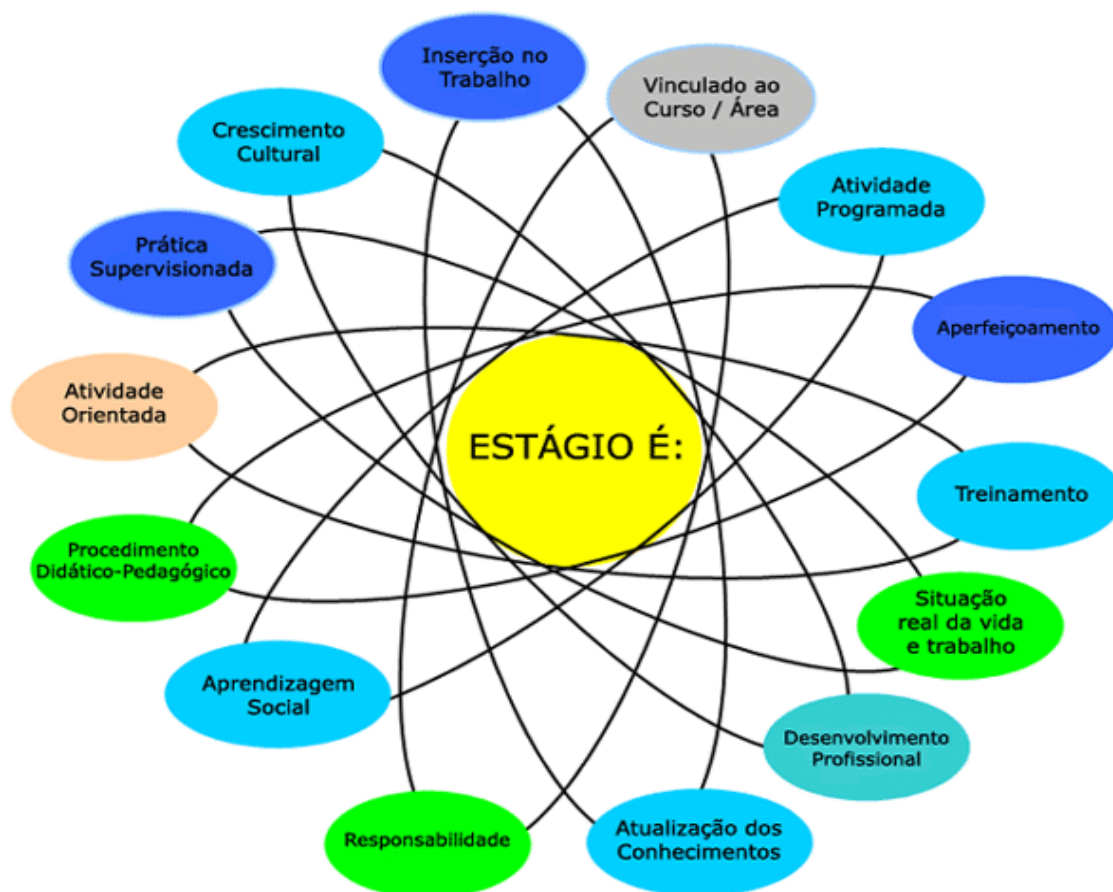 Inserção no
Trabalho
Vinculado ao
Curso / Área
Crescimento
Cultural
Atividade
Programada
Prática
Supervisionada
Aperfeiçoamento
Atividade
Orientada
ESTÁGIO É:
Treinamento
Procedimento
Didático-Pedagógico
Situação
real da vida
e trabalho
Aprendizagem
Social
Desenvolvimento
Profissional
Responsabilidade
Atualização dos
Conhecimentos